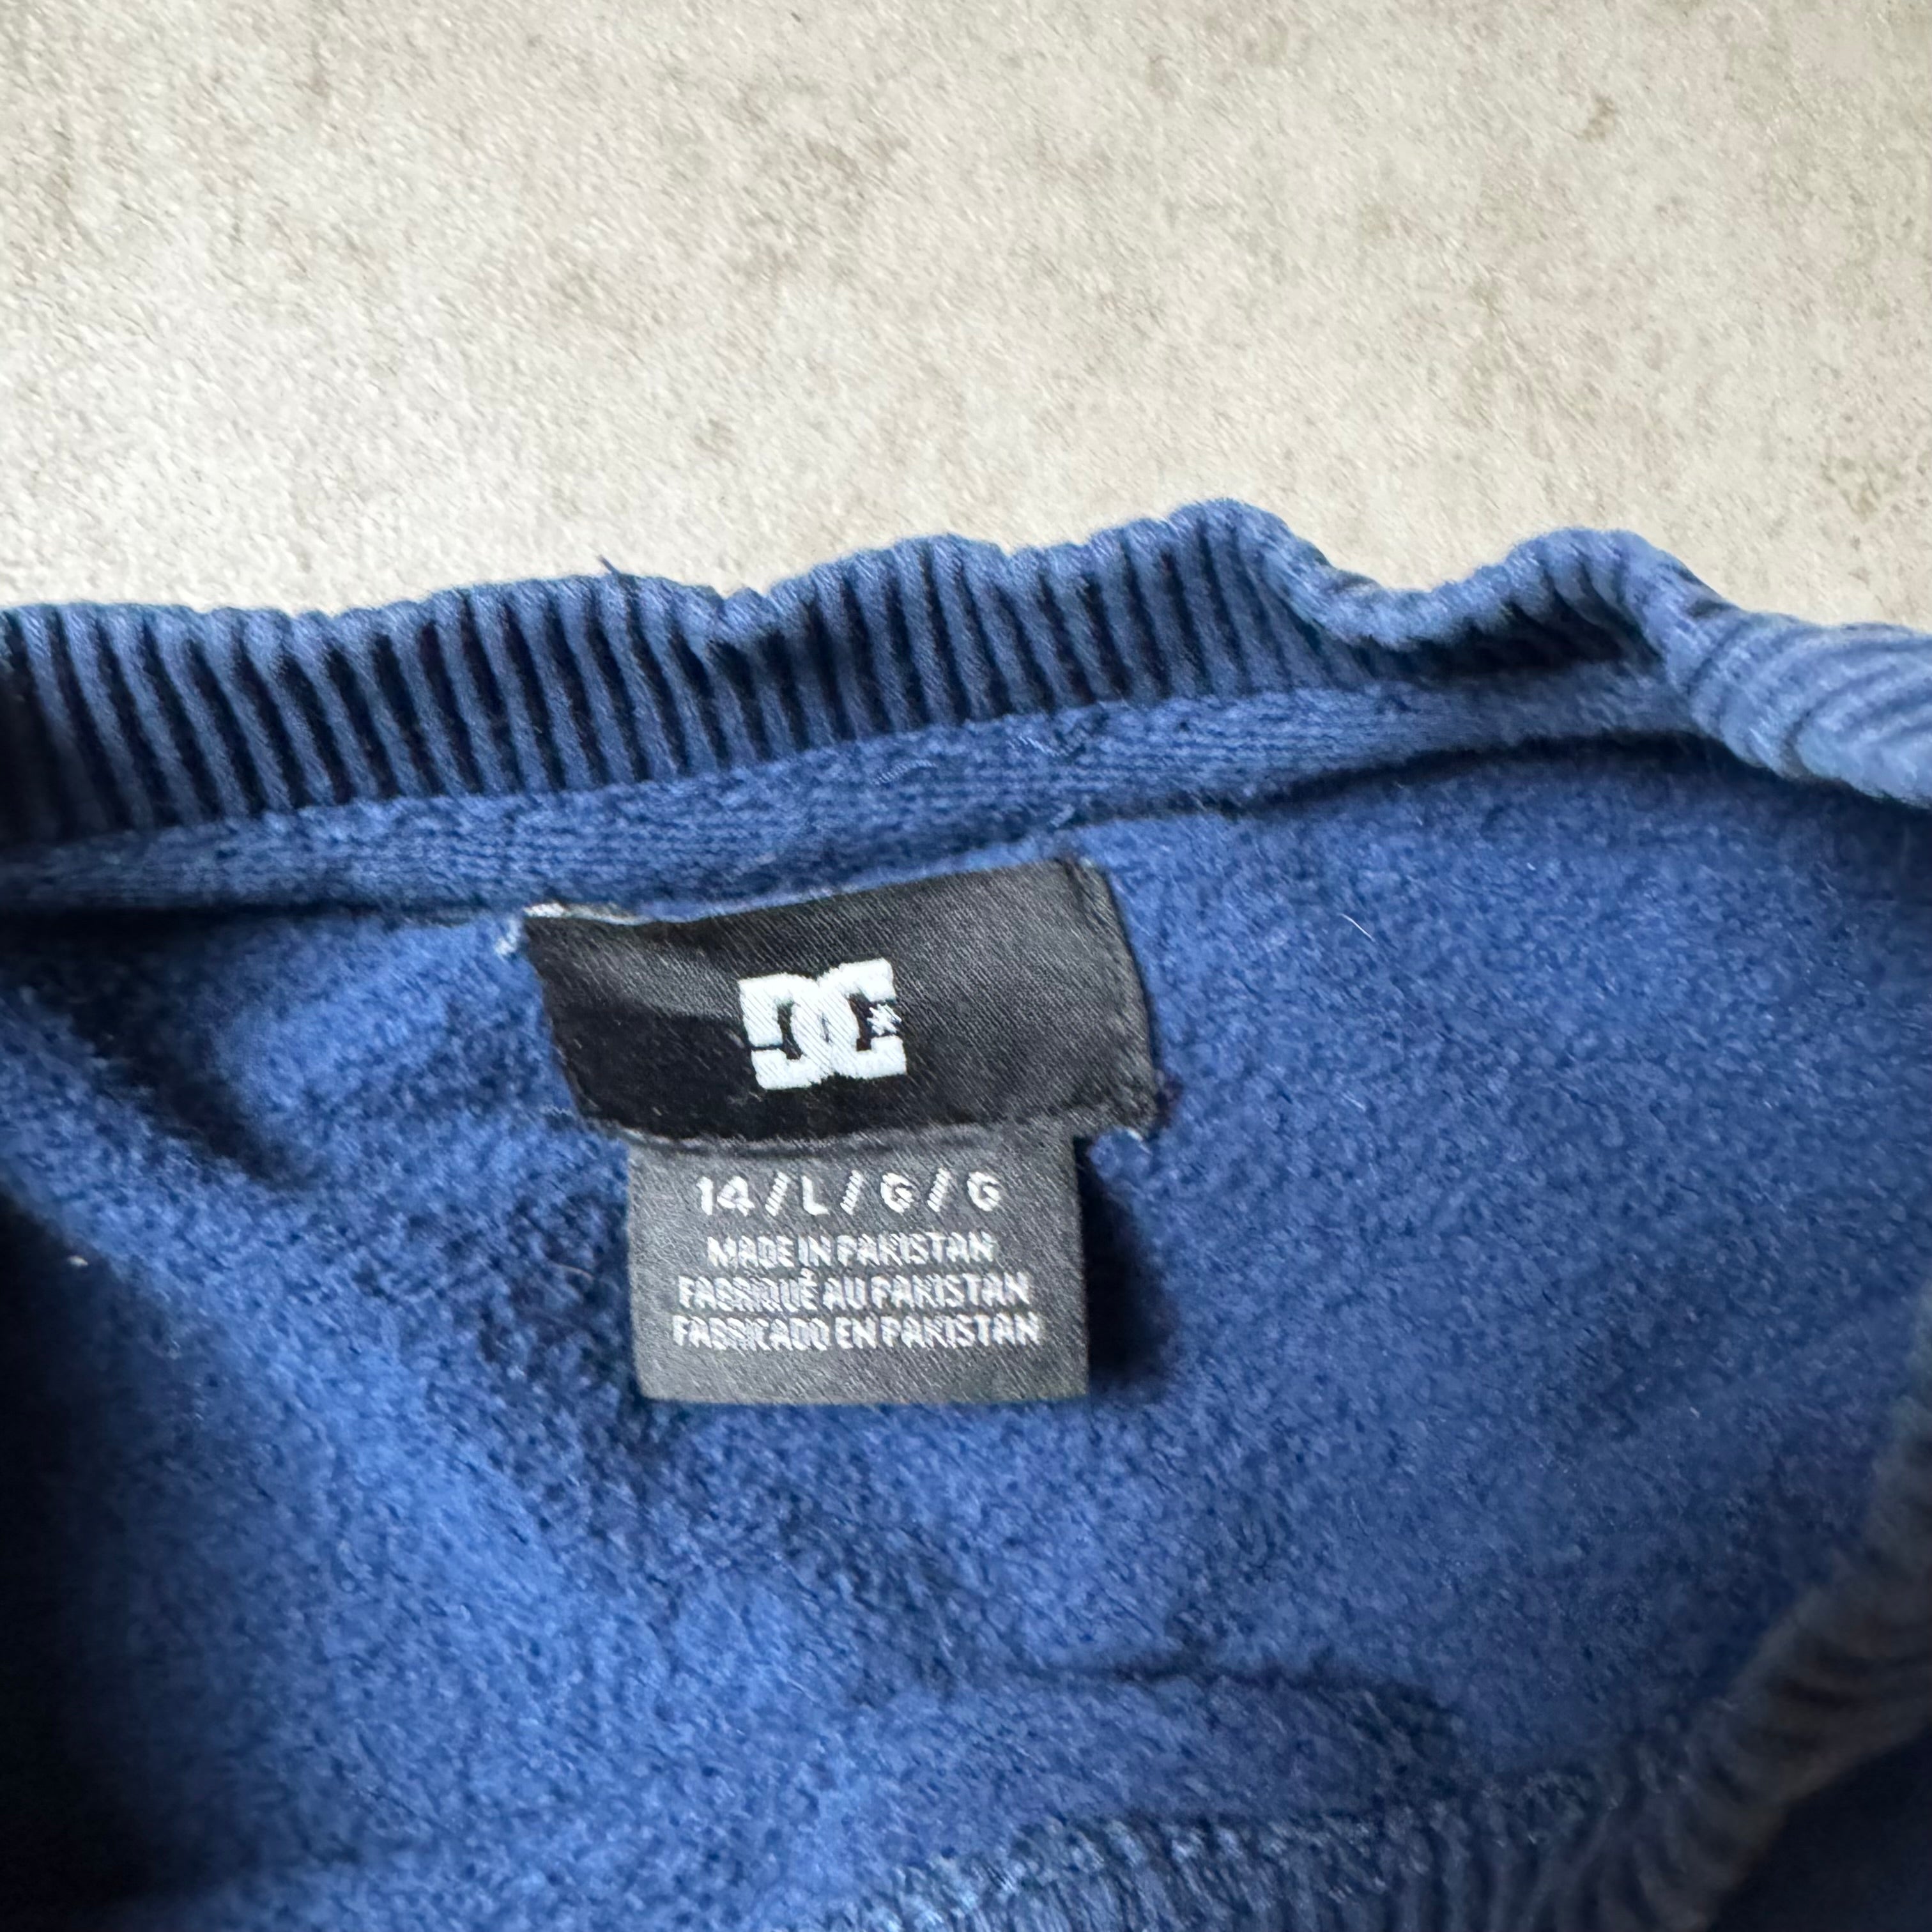 DC
14/L/G/G
MADE IN PAKISTAN
FABRIQUÉ AU PAKISTAN
FABRICADO EN PAKISTAN